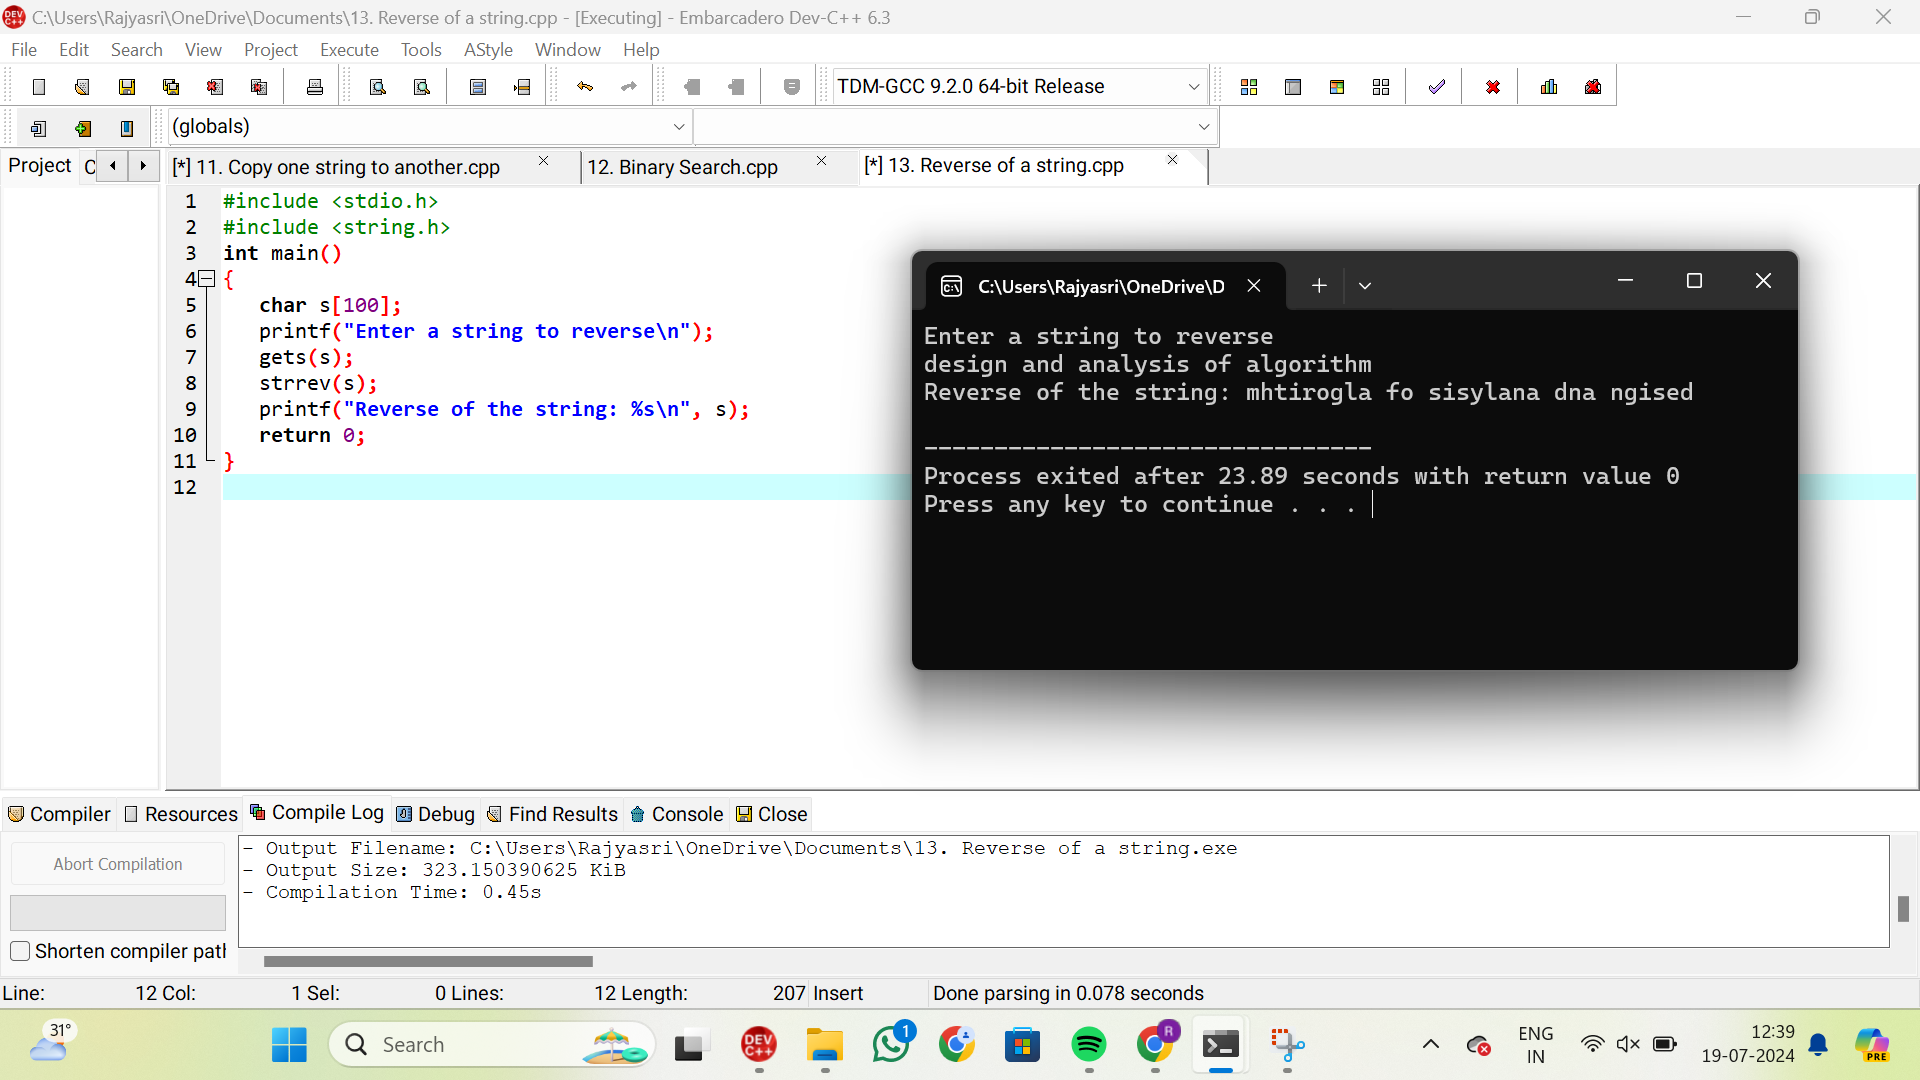 C:\Users\Rajyasri\OneDrive\Documents\13. Reverse of a string.cpp - [Executing] - Embarcadero Dev-C++ 6.3
File Edit Search View Project Execute Tools AStyle Window Help
TDM-GCC 9.2.0 64-bit Release
(globals)
Project C
[*] 11. Copy one string to another.cpp
12. Binary Search.cpp
[*] 13. Reverse of a string.cpp
1 #include <stdio.h>
2 #include <string.h>
3 int main()
4 {
5 char s[100];
6 printf("Enter a string to reverse\n");
7 gets(s);
8 strrev(s);
9 printf("Reverse of the string: %s\n", s);
10 return 0;
11 }
12
C:\Users\Rajyasri\OneDrive\D
Enter a string to reverse
design and analysis of algorithm
Reverse of the string: mhtirogla fo sisylana dna ngised
--------------------------------
Process exited after 23.89 seconds with return value 0
Press any key to continue . . .
Compiler Resources Compile Log Debug Find Results Console Close
Abort Compilation
Shorten compiler path
- Output Filename: C:\Users\Rajyasri\OneDrive\Documents\13. Reverse of a string.exe
- Output Size: 323.150390625 KiB
- Compilation Time: 0.45s
Line: 12 Col: 1 Sel: 0 Lines: 12 Length: 207 Insert Done parsing in 0.078 seconds
31°
Search
DEV C++
1
R
ENG
IN
12:39
19-07-2024
PRE